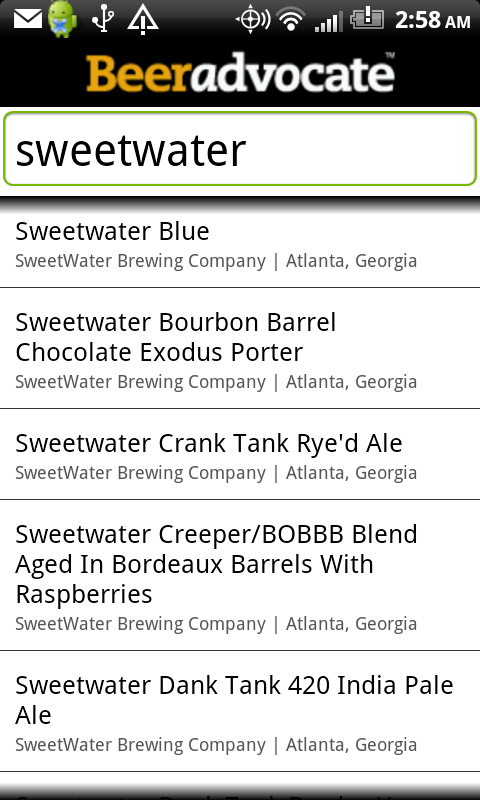 2:58 AM
Beeradvocate™
sweetwater
Sweetwater Blue
SweetWater Brewing Company | Atlanta, Georgia
Sweetwater Bourbon Barrel
Chocolate Exodus Porter
SweetWater Brewing Company | Atlanta, Georgia
Sweetwater Crank Tank Rye'd Ale
SweetWater Brewing Company | Atlanta, Georgia
Sweetwater Creeper/BOBBB Blend
Aged In Bordeaux Barrels With
Raspberries
SweetWater Brewing Company | Atlanta, Georgia
Sweetwater Dank Tank 420 India Pale
Ale
SweetWater Brewing Company | Atlanta, Georgia